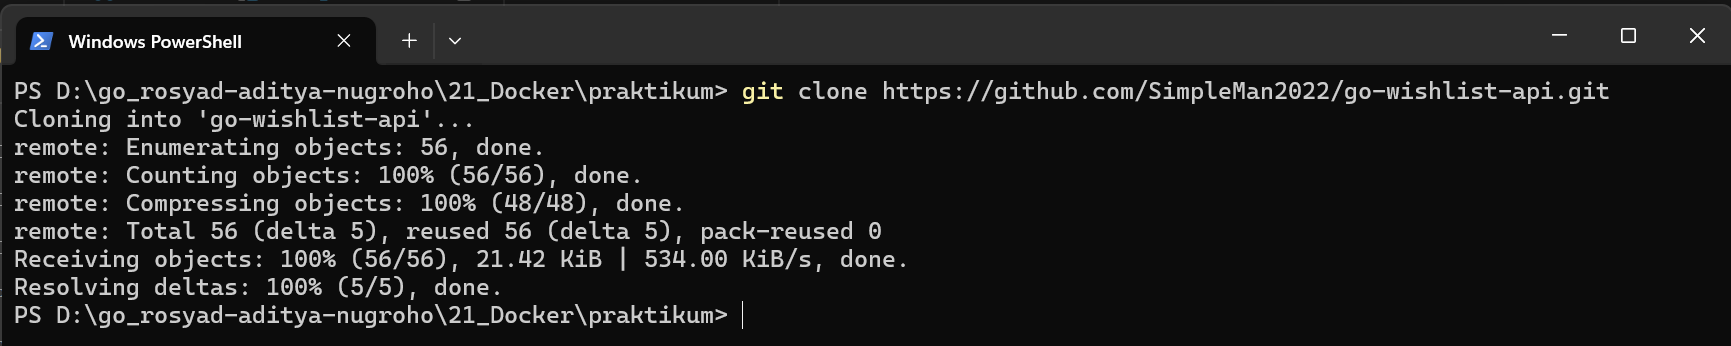 Windows PowerShell
PS D:\go_rosyad-aditya-nugroho\21_Docker\praktikum> git clone https://github.com/SimpleMan2022/go-wishlist-api.git
Cloning into 'go-wishlist-api'...
remote: Enumerating objects: 56, done.
remote: Counting objects: 100% (56/56), done.
remote: Compressing objects: 100% (48/48), done.
remote: Total 56 (delta 5), reused 56 (delta 5), pack-reused 0
Receiving objects: 100% (56/56), 21.42 KiB | 534.00 KiB/s, done.
Resolving deltas: 100% (5/5), done.
PS D:\go_rosyad-aditya-nugroho\21_Docker\praktikum>